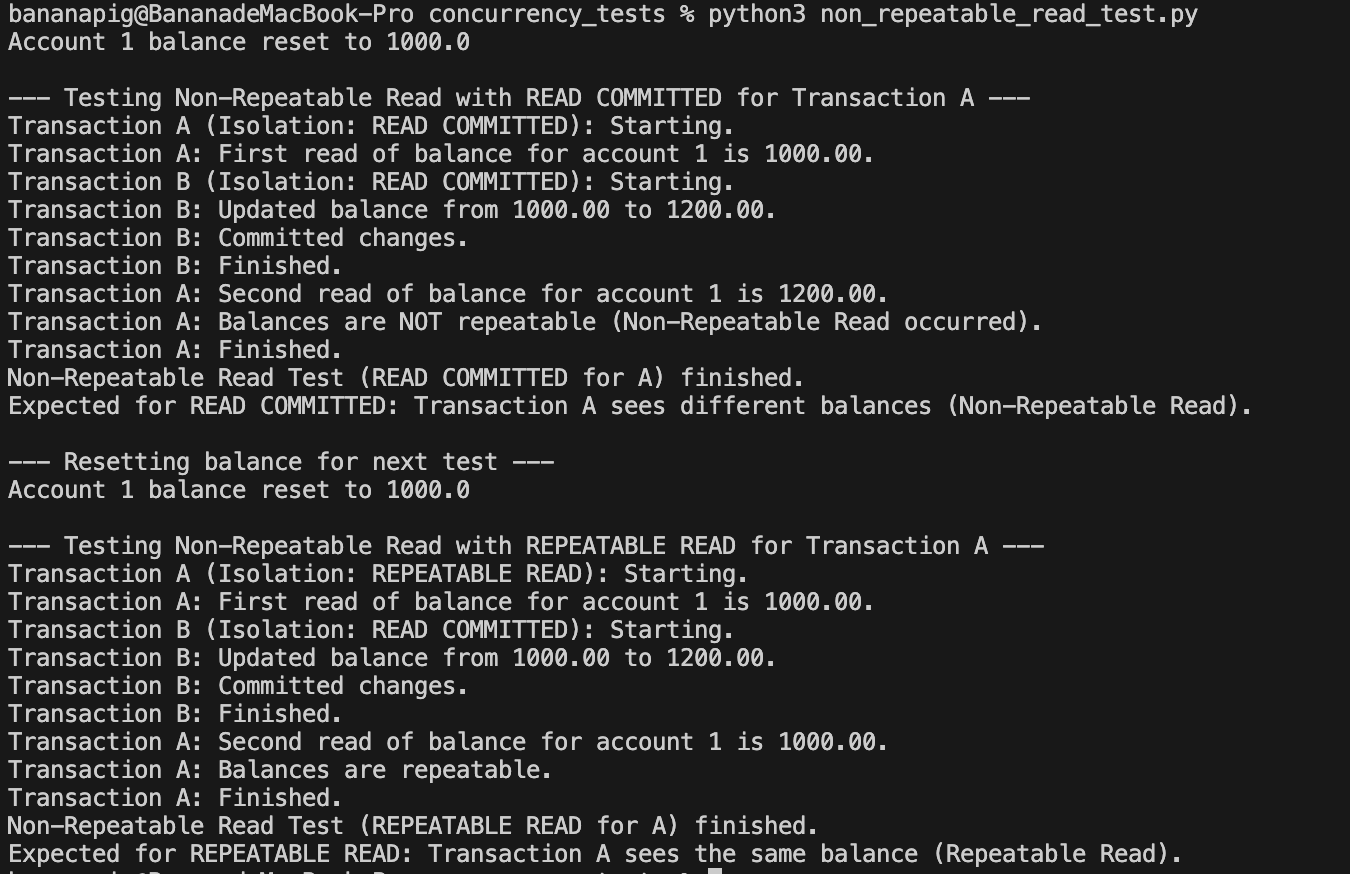 bananapig@BananadeMacBook-Pro concurrency_tests % python3 non_repeatable_read_test.py
Account 1 balance reset to 1000.0
--- Testing Non-Repeatable Read with READ COMMITTED for Transaction A ---
Transaction A (Isolation: READ COMMITTED): Starting.
Transaction A: First read of balance for account 1 is 1000.00.
Transaction B (Isolation: READ COMMITTED): Starting.
Transaction B: Updated balance from 1000.00 to 1200.00.
Transaction B: Committed changes.
Transaction B: Finished.
Transaction A: Second read of balance for account 1 is 1200.00.
Transaction A: Balances are NOT repeatable (Non-Repeatable Read occurred).
Transaction A: Finished.
Non-Repeatable Read Test (READ COMMITTED for A) finished.
Expected for READ COMMITTED: Transaction A sees different balances (Non-Repeatable Read).
--- Resetting balance for next test ---
Account 1 balance reset to 1000.0
--- Testing Non-Repeatable Read with REPEATABLE READ for Transaction A ---
Transaction A (Isolation: REPEATABLE READ): Starting.
Transaction A: First read of balance for account 1 is 1000.00.
Transaction B (Isolation: READ COMMITTED): Starting.
Transaction B: Updated balance from 1000.00 to 1200.00.
Transaction B: Committed changes.
Transaction B: Finished.
Transaction A: Second read of balance for account 1 is 1000.00.
Transaction A: Balances are repeatable.
Transaction A: Finished.
Non-Repeatable Read Test (REPEATABLE READ for A) finished.
Expected for REPEATABLE READ: Transaction A sees the same balance (Repeatable Read).